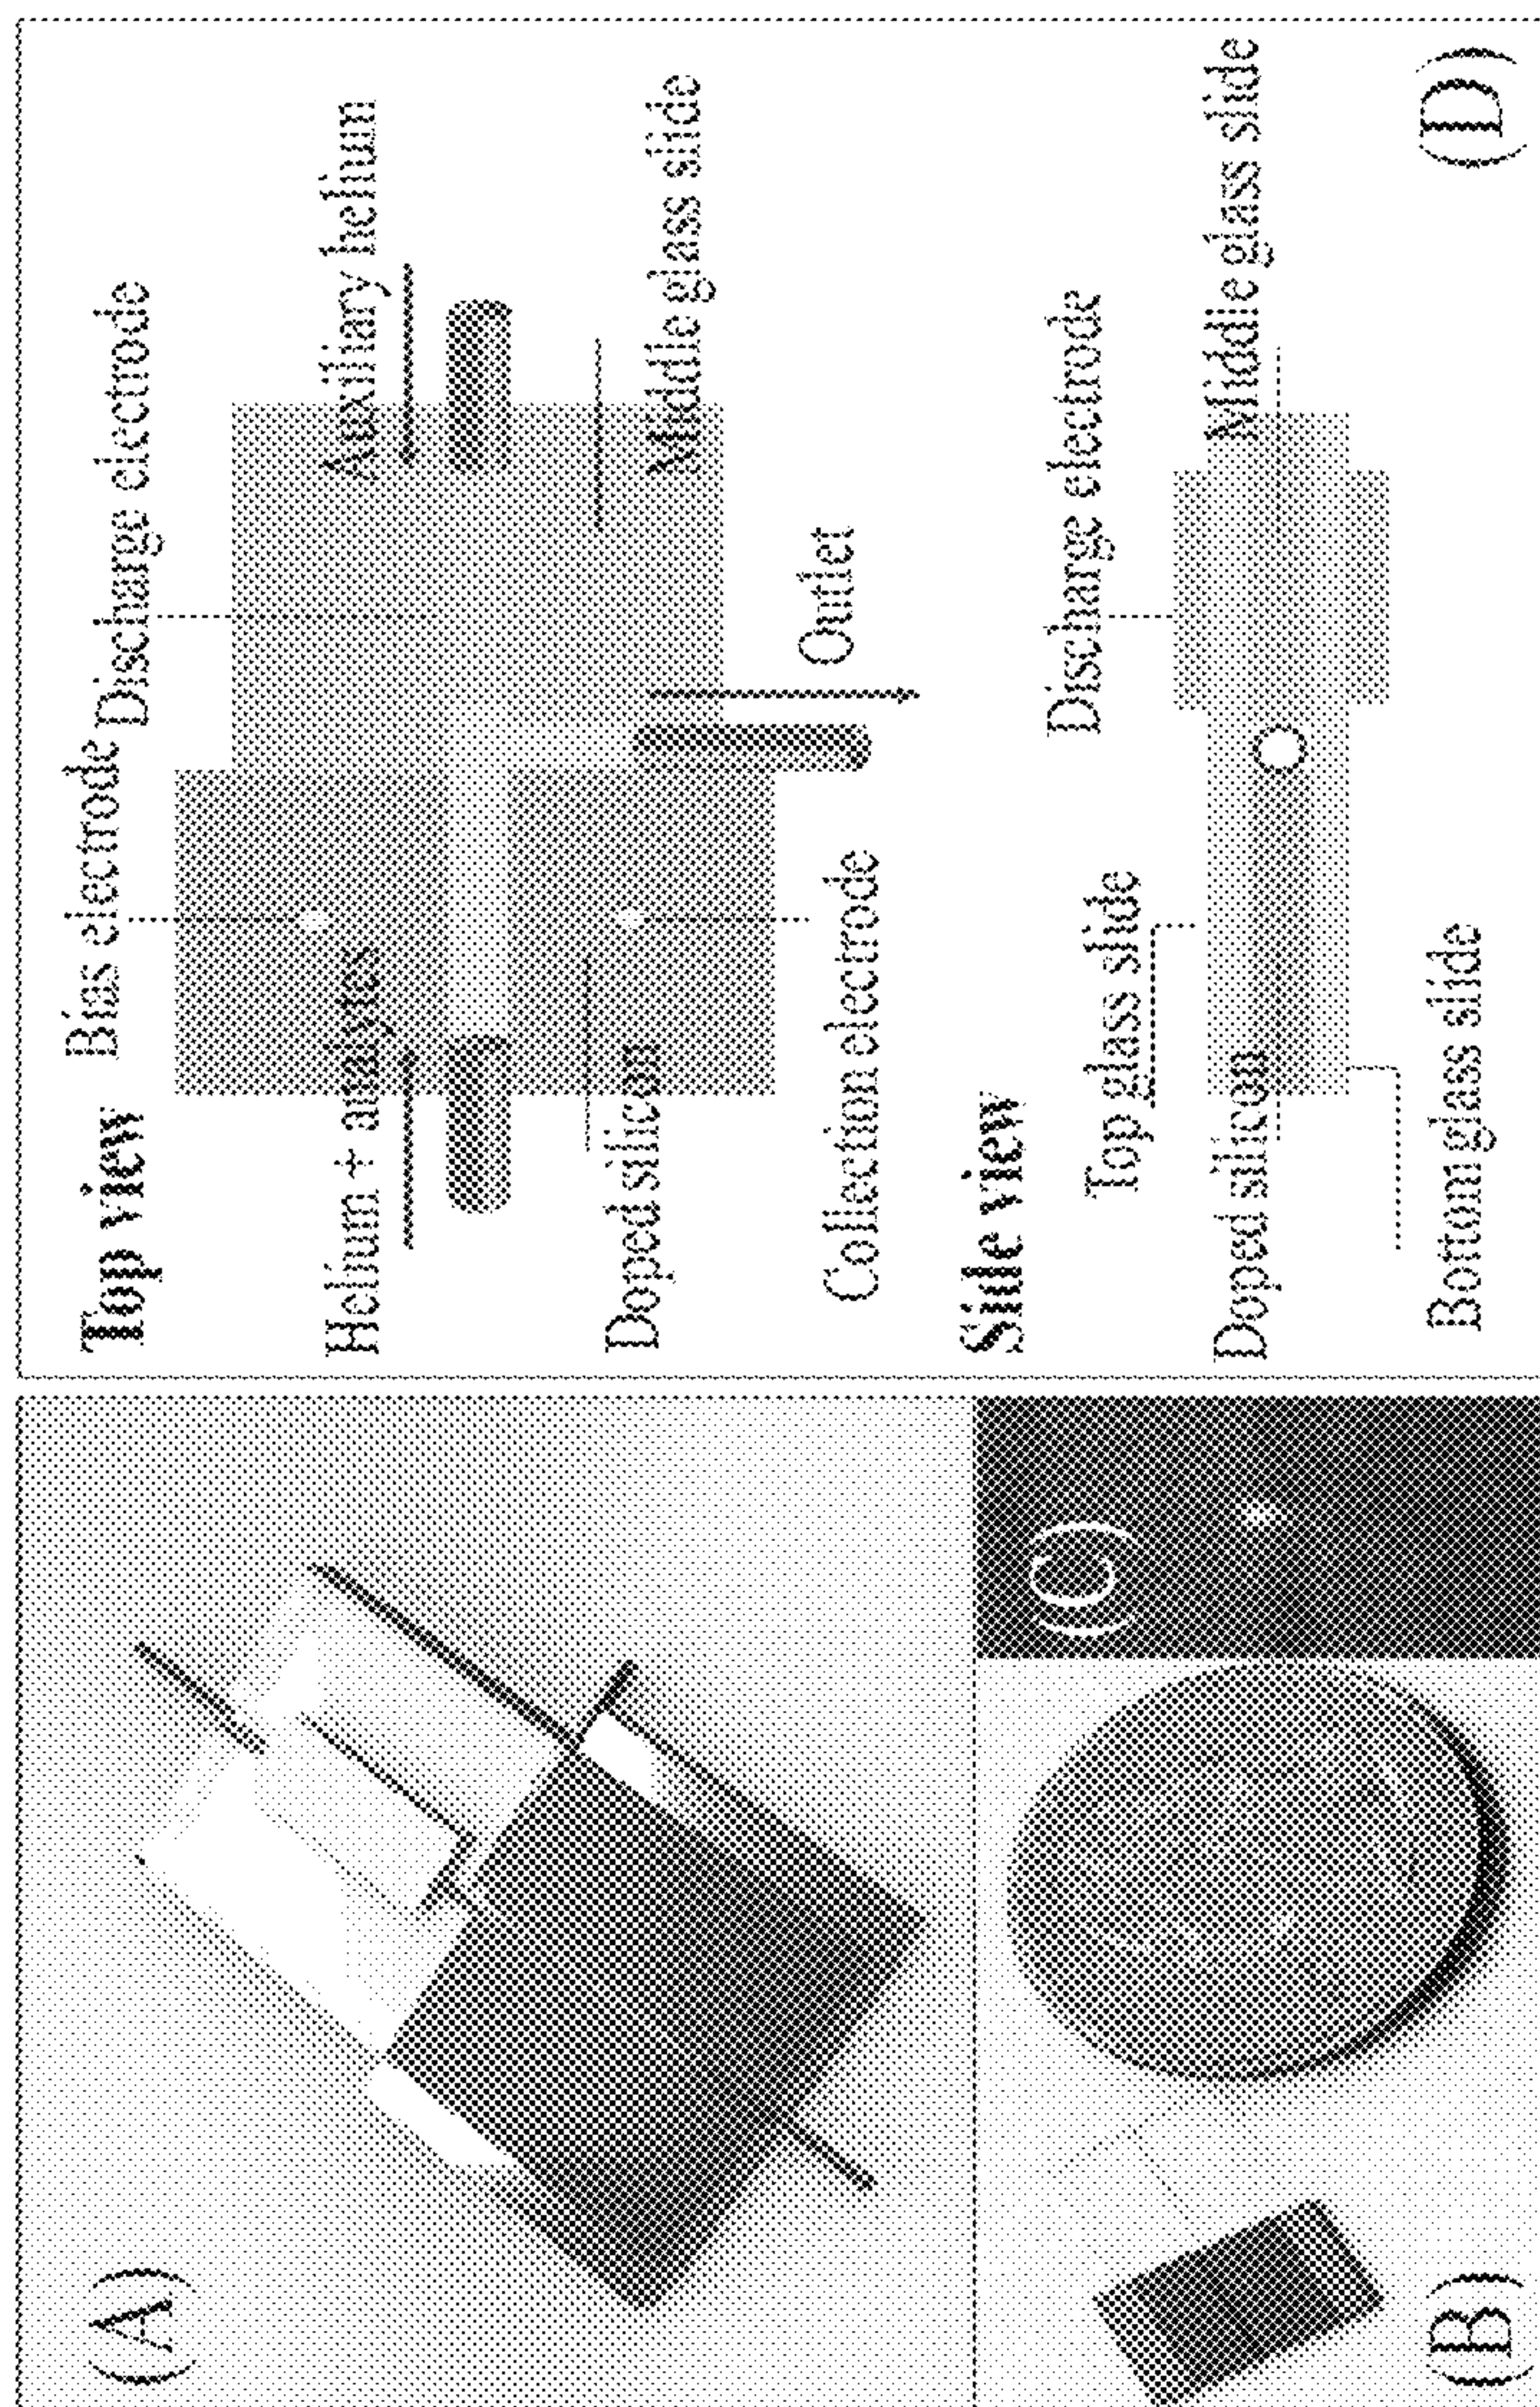 (A)
(B)
(C)
Top view
Bias electrode
Discharge electrode
Helium + analytes
Auxiliary helium
Doped silicon
Middle glass slide
Collection electrode
Outlet
Side view
Discharge electrode
Top glass slide
Doped silicon
Middle glass slide
Bottom glass slide
(D)